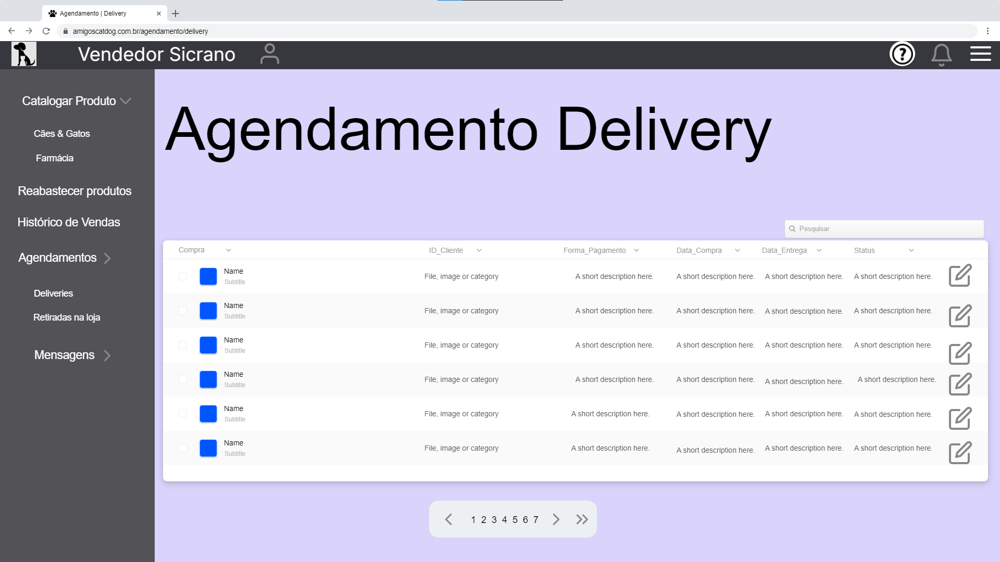 Agendamento | Delivery
amigoscatdog.com.br/agendamento/delivery
Vendedor Sicrano
?
Catalogar Produto
Cães & Gatos
Farmácia
Reabastecer produtos
Histórico de Vendas
Agendamentos
Deliveries
Retiradas na loja
Mensagens
Agendamento Delivery
Pesquisar
Compra ID_Cliente Forma_Pagamento Data_Compra Data_Entrega Status
Name
Subtitle
File, image or category A short description here. A short description here. A short description here. A short description here.
Name
Subtitle
File, image or category A short description here. A short description here. A short description here. A short description here.
Name
Subtitle
File, image or category A short description here. A short description here. A short description here. A short description here.
Name
Subtitle
File, image or category A short description here. A short description here. A short description here. A short description here.
Name
Subtitle
File, image or category A short description here. A short description here. A short description here. A short description here.
Name
Subtitle
File, image or category A short description here. A short description here. A short description here. A short description here.
1 2 3 4 5 6 7